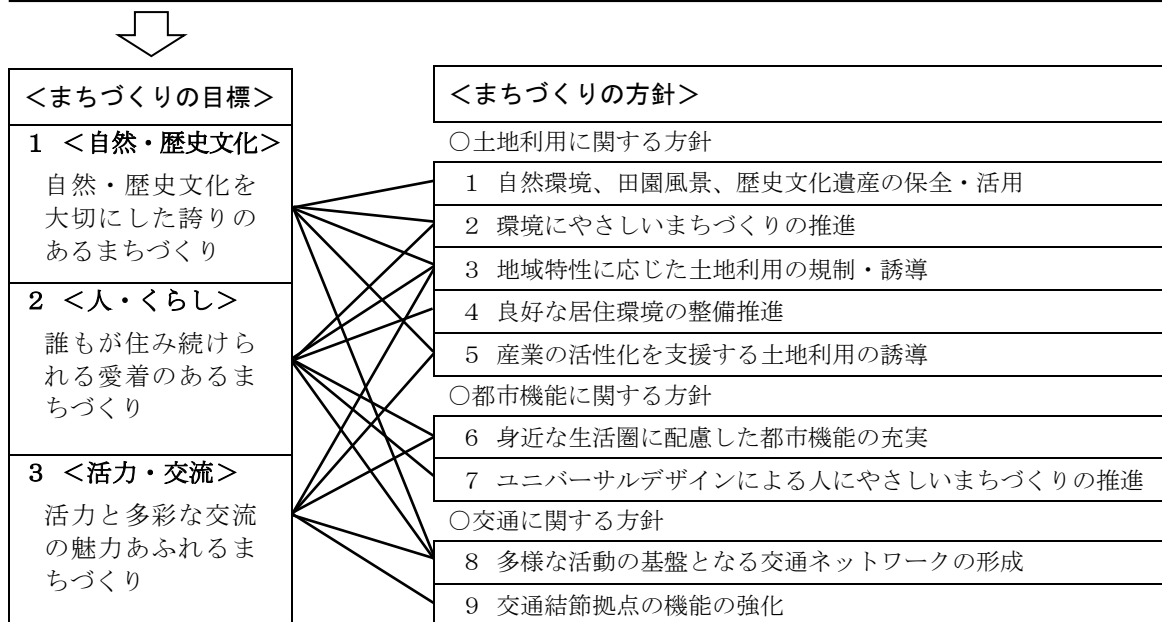 ＜まちづくりの目標＞
１ ＜自然・歴史文化＞
自然・歴史文化を
大切にした誇りの
あるまちづくり
２ ＜人・くらし＞
誰もが住み続けら
れる愛着のあるま
ちづくり
３ ＜活力・交流＞
活力と多彩な交流
の魅力あふれるま
ちづくり
＜まちづくりの方針＞
○土地利用に関する方針
１ 自然環境、田園風景、歴史文化遺産の保全・活用
２ 環境にやさしいまちづくりの推進
３ 地域特性に応じた土地利用の規制・誘導
４ 良好な居住環境の整備推進
５ 産業の活性化を支援する土地利用の誘導
○都市機能に関する方針
６ 身近な生活圏に配慮した都市機能の充実
７ ユニバーサルデザインによる人にやさしいまちづくりの推進
○交通に関する方針
８ 多様な活動の基盤となる交通ネットワークの形成
９ 交通結節拠点の機能の強化